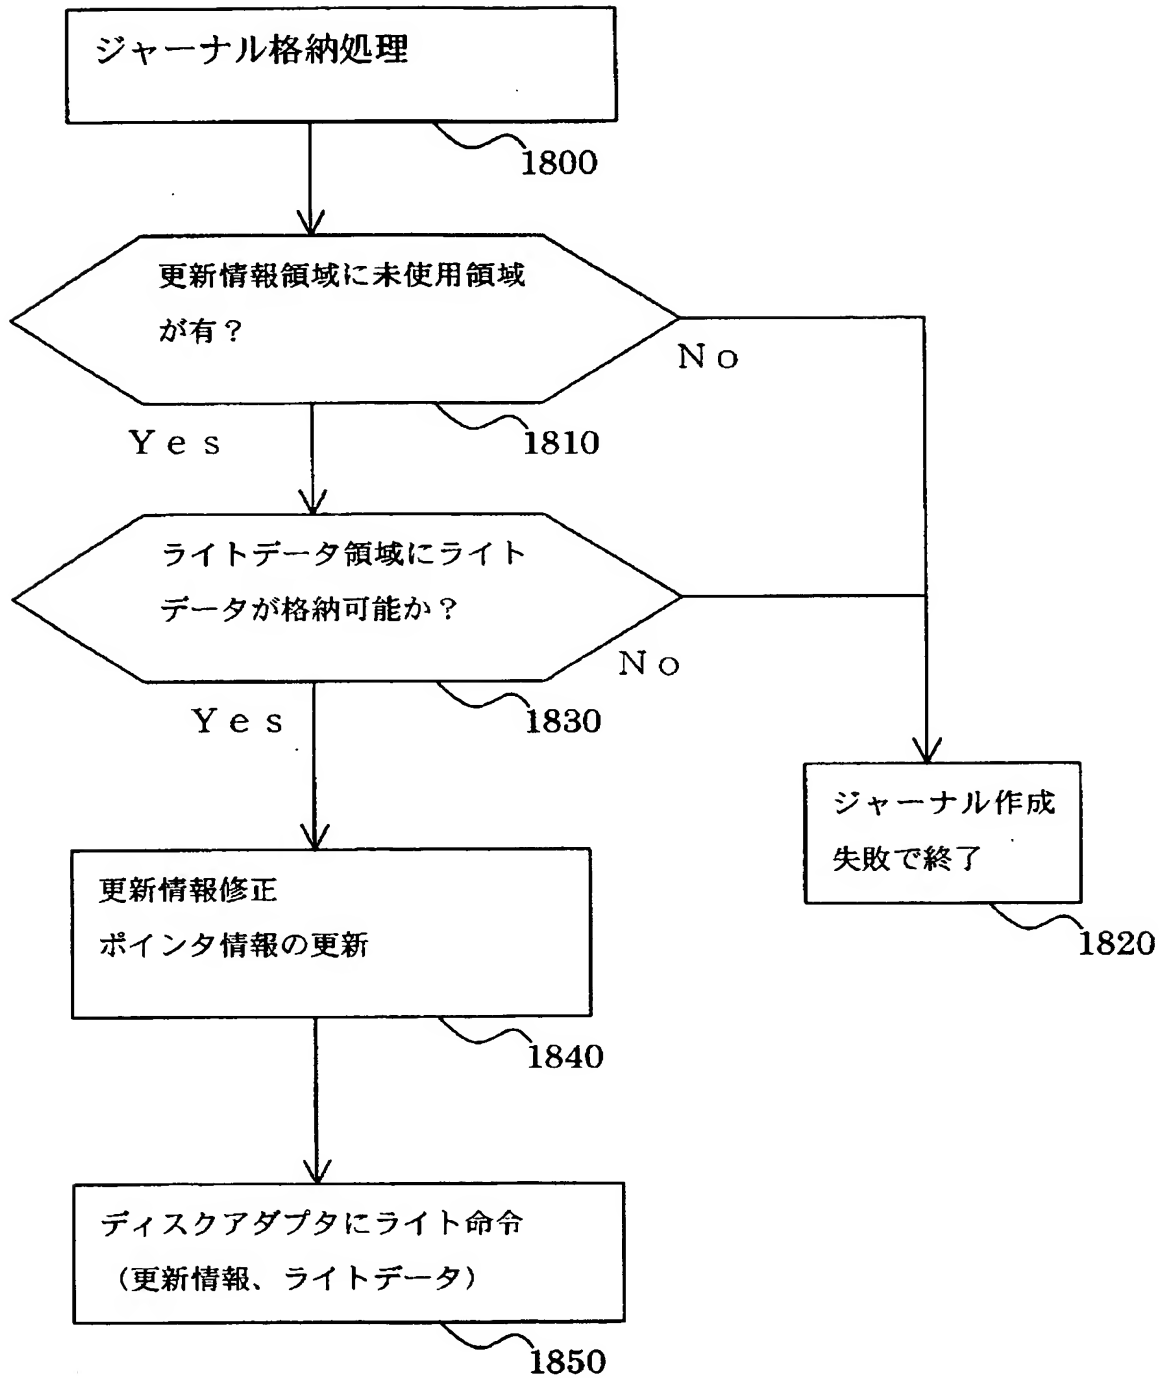 ジャーナル格納処理
1800
更新情報領域に未使用領域
が有？
No
Yes
1810
ライトデータ領域にライト
データが格納可能か？
No
Yes
1830
ジャーナル作成
失敗で終了
1820
更新情報修正
ポインタ情報の更新
1840
ディスクアダプタにライト命令
（更新情報、ライトデータ）
1850